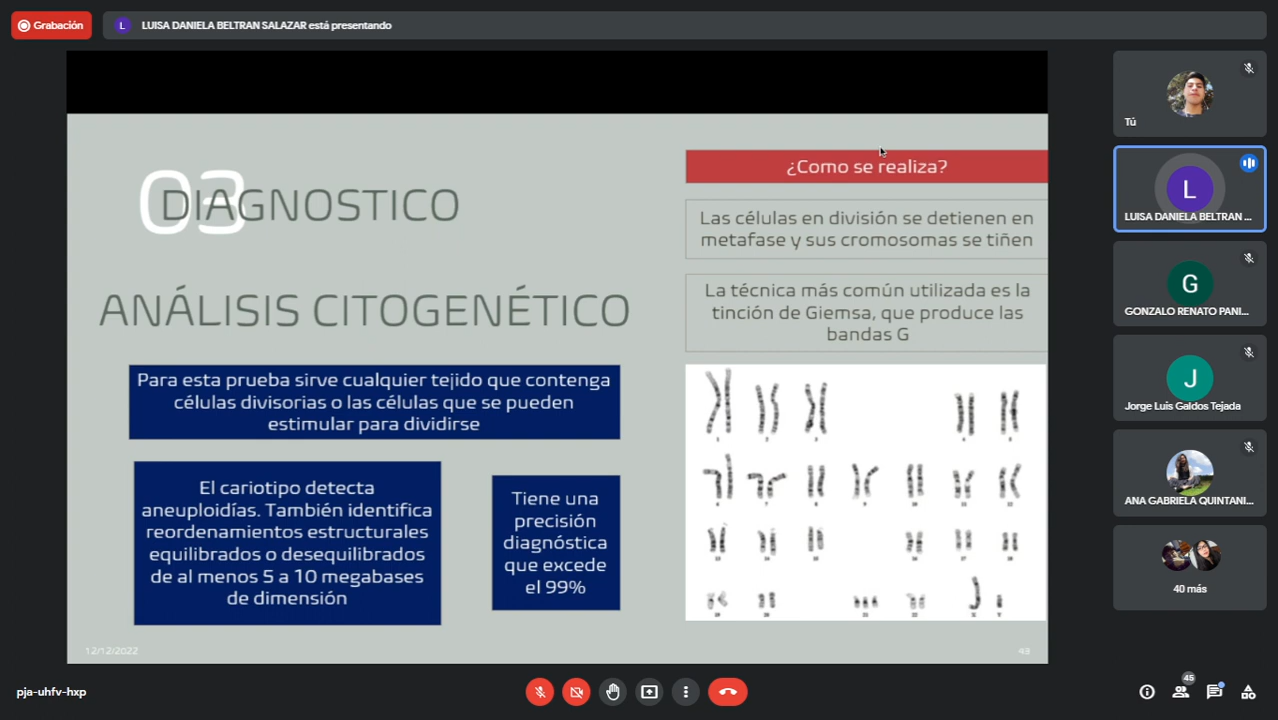 Grabación
L
LUISA DANIELA BELTRAN SALAZAR está presentando
03
DIAGNOSTICO
ANÁLISIS CITOGENÉTICO
Para esta prueba sirve cualquier tejido que contenga
células divisorias o las células que se pueden
estimular para dividirse
El cariotipo detecta
aneuploidías. También identifica
reordenamientos estructurales
equilibrados o desequilibrados
de al menos 5 a 10 megabases
de dimensión
Tiene una
precisión
diagnóstica
que excede
el 99%
¿Como se realiza?
Las células en división se detienen en
metafase y sus cromosomas se tiñen
La técnica más común utilizada es la
tinción de Giemsa, que produce las
bandas G
12/12/2022
43
Tú
L
LUISA DANIELA BELTRAN ...
G
GONZALO RENATO PANI...
J
Jorge Luis Galdos Tejada
ANA GABRIELA QUINTANI...
40 más
pja-uhfv-hxp
45